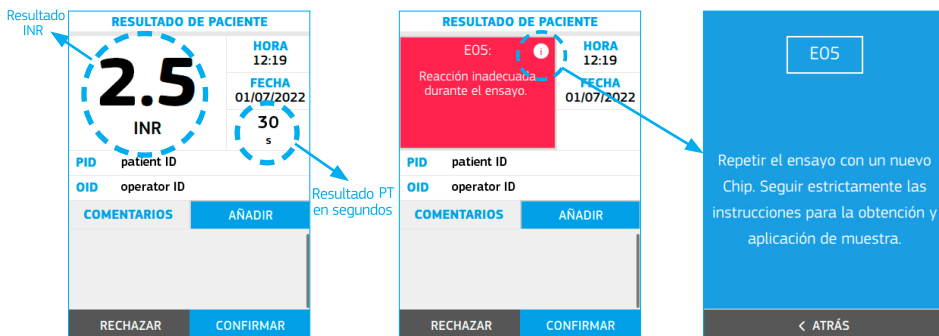 Resultado
INR
RESULTADO DE PACIENTE
2.5
INR
HORA
12:19
FECHA
01/07/2022
30
s
PID patient ID
OID operator ID
COMENTARIOS AÑADIR
RECHAZAR CONFIRMAR
Resultado PT
en segundos
RESULTADO DE PACIENTE
E05:
i
Reacción inadecuada
durante el ensayo.
HORA
12:19
FECHA
01/07/2022
PID patient ID
OID operator ID
COMENTARIOS AÑADIR
RECHAZAR CONFIRMAR
E05
Repetir el ensayo con un nuevo
Chip. Seguir estrictamente las
instrucciones para la obtención y
aplicación de muestra.
< ATRÁS